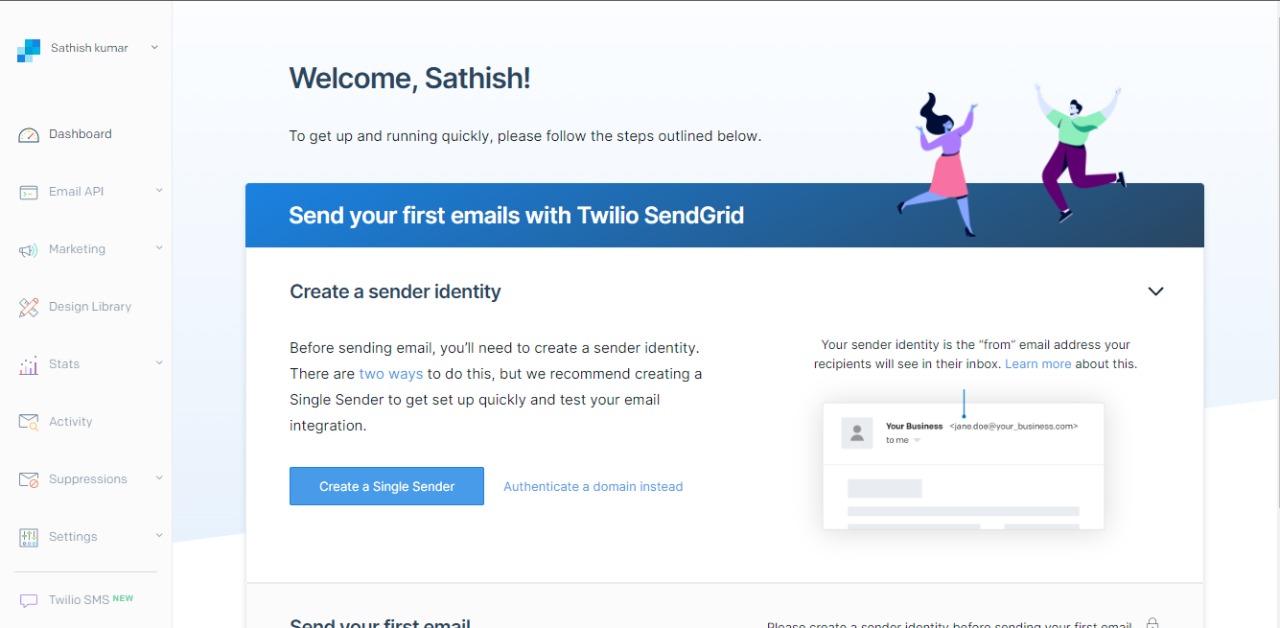 Sathish kumar
Dashboard
Email API
Marketing
Design Library
Stats
Activity
Suppressions
Settings
Twilio SMS NEW
Welcome, Sathish!
To get up and running quickly, please follow the steps outlined below.
Send your first emails with Twilio SendGrid
Create a sender identity
Before sending email, you’ll need to create a sender identity.
There are two ways to do this, but we recommend creating a
Single Sender to get set up quickly and test your email
integration.
Create a Single Sender
Authenticate a domain instead
Your sender identity is the “from” email address your
recipients will see in their inbox. Learn more about this.
Your Business <jane.doe@your_business.com>
to me
Send your first email
Please create a sender identity before sending your first email.